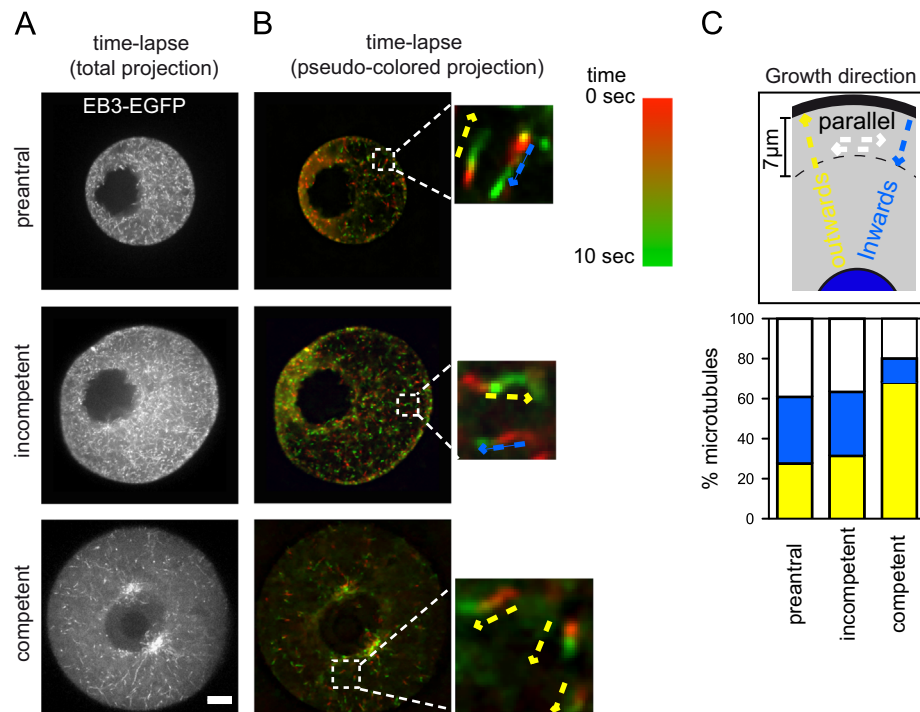 A
B
C
time-lapse
(total projection)
time-lapse
(pseudo-colored projection)
EB3-EGFP
preantral
incompetent
competent
time
0 sec
10 sec
Growth direction
parallel
7µm
outwards
Inwards
% microtubules
100
80
60
40
20
0
preantral
incompetent
competent